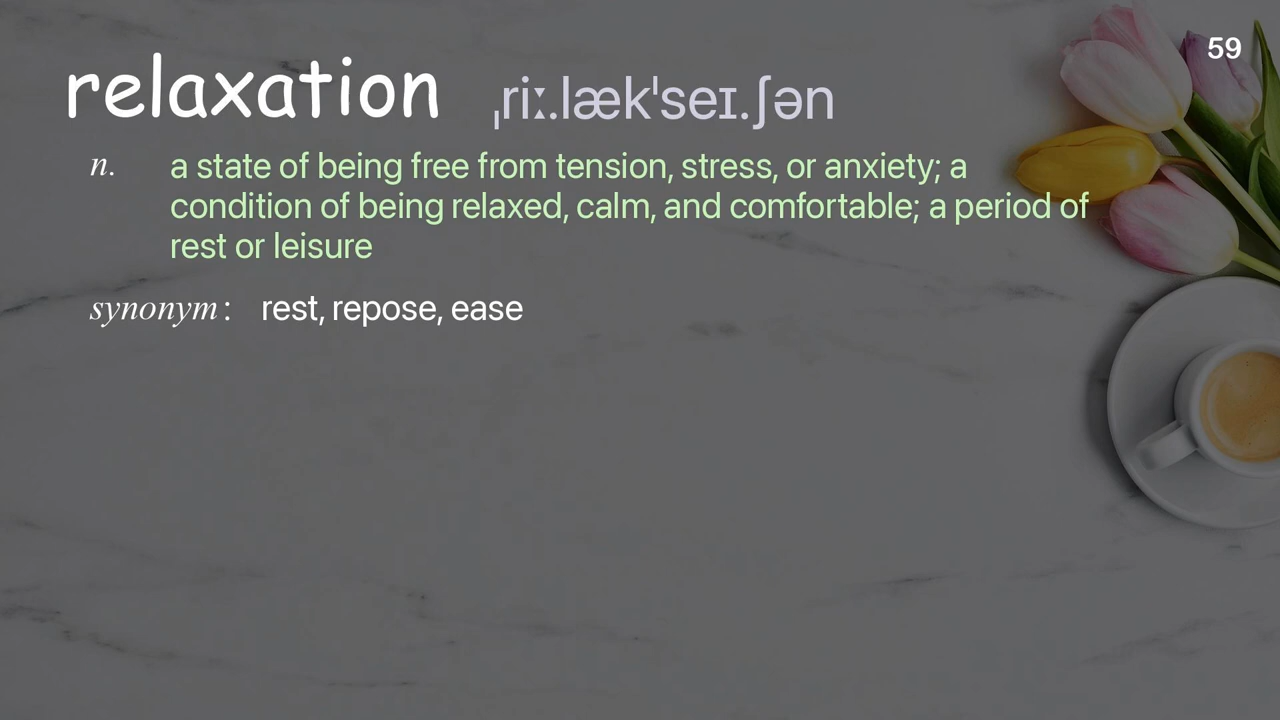 59
relaxation ˌriː.lækˈseɪ.ʃən
n. a state of being free from tension, stress, or anxiety; a
condition of being relaxed, calm, and comfortable; a period of
rest or leisure
synonym: rest, repose, ease